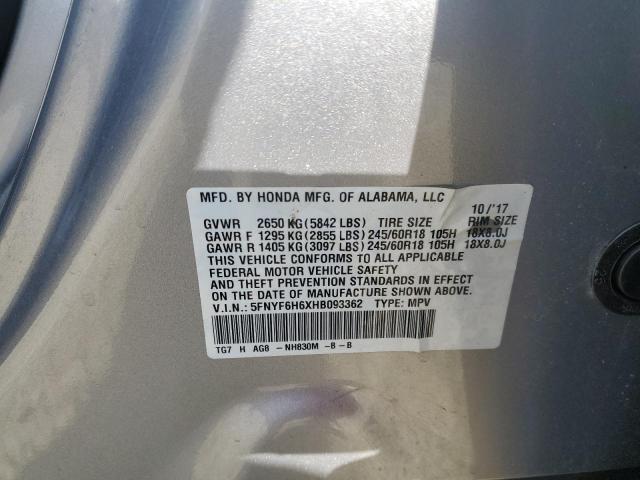 MFD. BY HONDA MFG. OF ALABAMA, LLC 10/'17
GVWR 2650 KG (5842 LBS) TIRE SIZE RIM SIZE
GAWR F 1295 KG (2855 LBS) 245/60R18 105H 18X8.0J
GAWR R 1405 KG (3097 LBS) 245/60R18 105H 18X8.0J
THIS VEHICLE CONFORMS TO ALL APPLICABLE
FEDERAL MOTOR VEHICLE SAFETY
AND THEFT PREVENTION STANDARDS IN EFFECT
ON THE DATE OF MANUFACTURE SHOWN ABOVE.
V.I.N.: 5FNYF6H6XHB093362 TYPE: MPV
TG7 H AG8 -NH830M -B-B